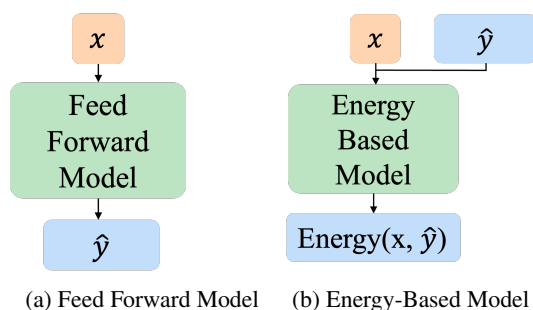 x
Feed
Forward
Model
ŷ
(a) Feed Forward Model
x ŷ
Energy
Based
Model
Energy(x, ŷ)
(b) Energy-Based Model